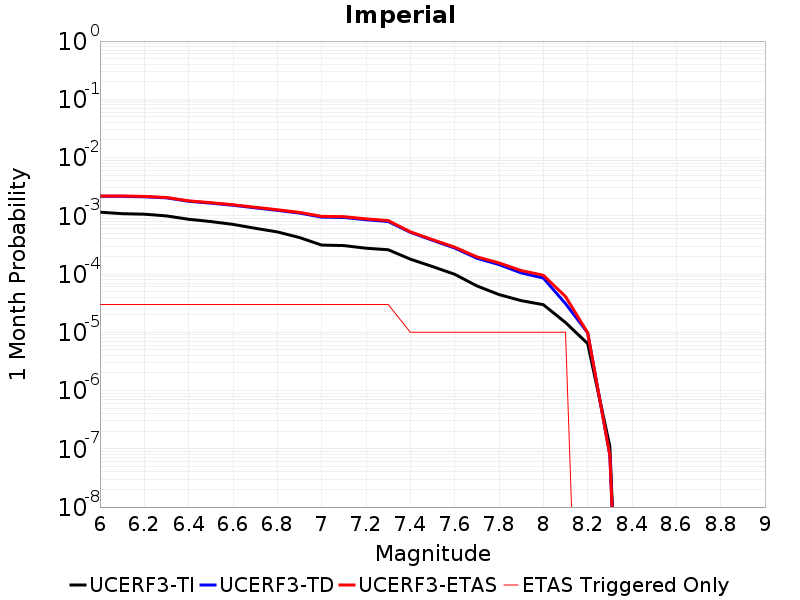 Imperial
1 Month Probability
10^0
10^-1
10^-2
10^-3
10^-4
10^-5
10^-6
10^-7
10^-8
6 6.2 6.4 6.6 6.8 7 7.2 7.4 7.6 7.8 8 8.2 8.4 8.6 8.8 9
Magnitude
UCERF3-TI UCERF3-TD UCERF3-ETAS ETAS Triggered Only